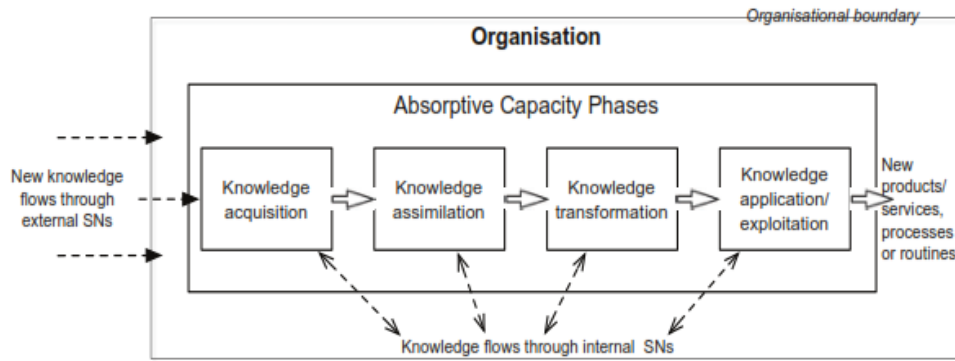 Organisational boundary
Organisation
Absorptive Capacity Phases
New knowledge
flows through
external SNs
Knowledge
acquisition
Knowledge
assimilation
Knowledge
transformation
Knowledge
application/
exploitation
New
products/
services,
processes
or routines
Knowledge flows through internal SNs